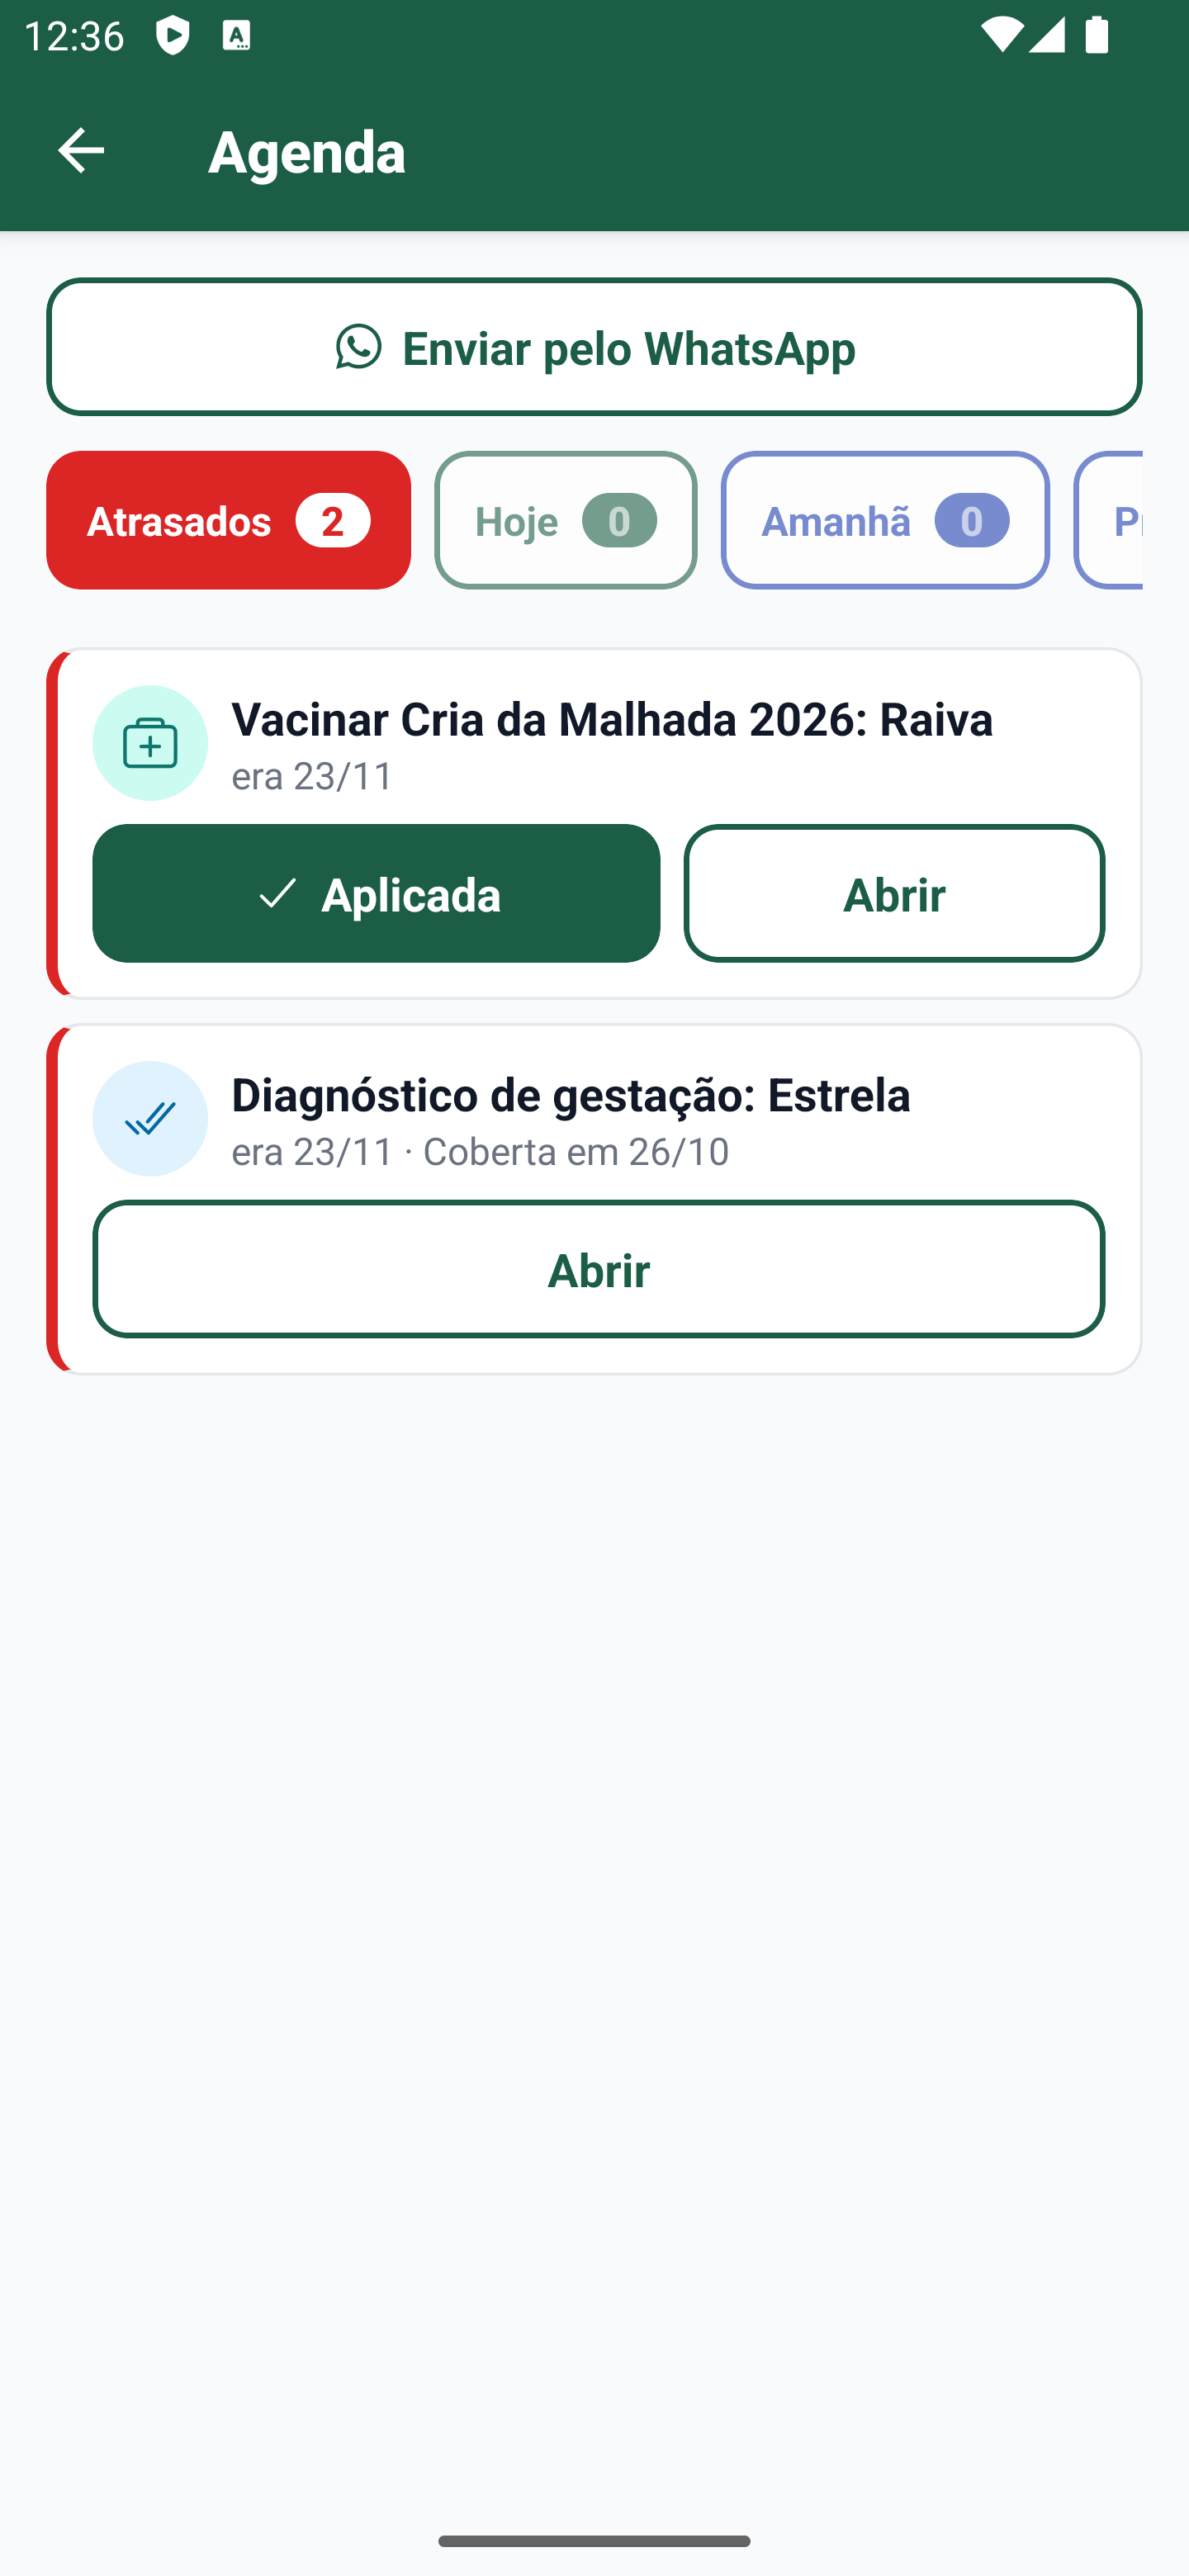 12:36
Agenda
Enviar pelo WhatsApp
Atrasados 2 Hoje 0 Amanhã 0
Vacinar Cria da Malhada 2026: Raiva
era 23/11
Aplicada Abrir
Diagnóstico de gestação: Estrela
era 23/11 · Coberta em 26/10
Abrir